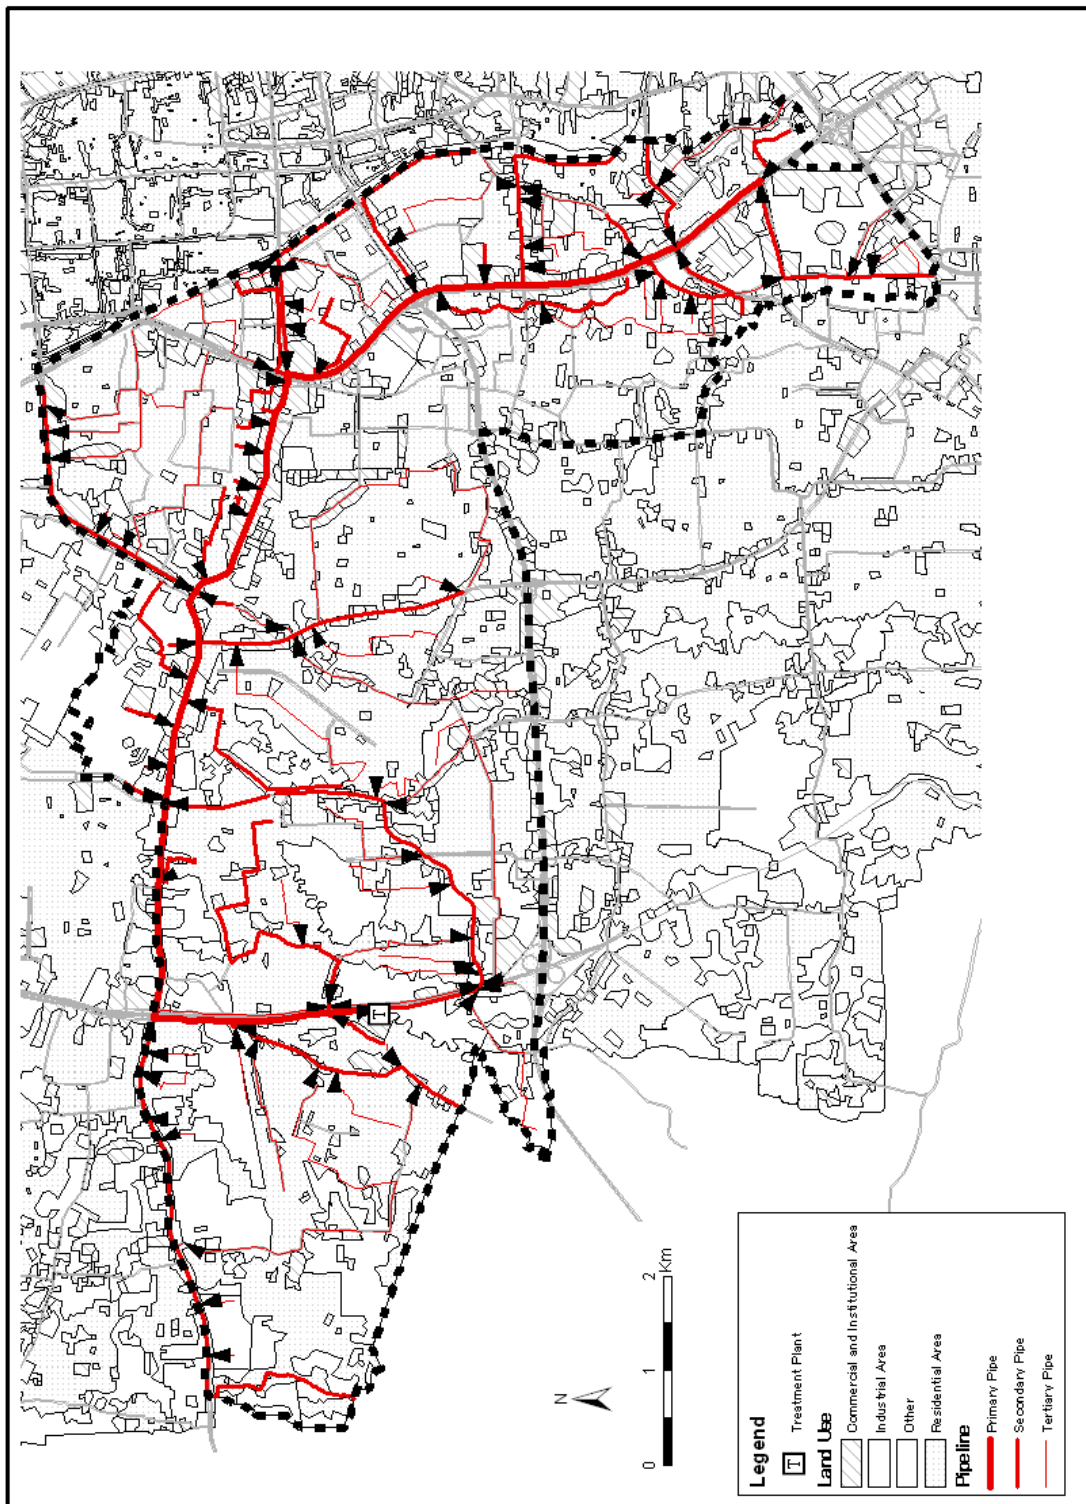 T
N
0
1
2
Km
Legend
T Treatment Plant
Land Use
Commercial and Institutional Area
Industrial Area
Other
Residential Area
Pipeline
Primary Pipe
Secondary Pipe
Tertiary Pipe